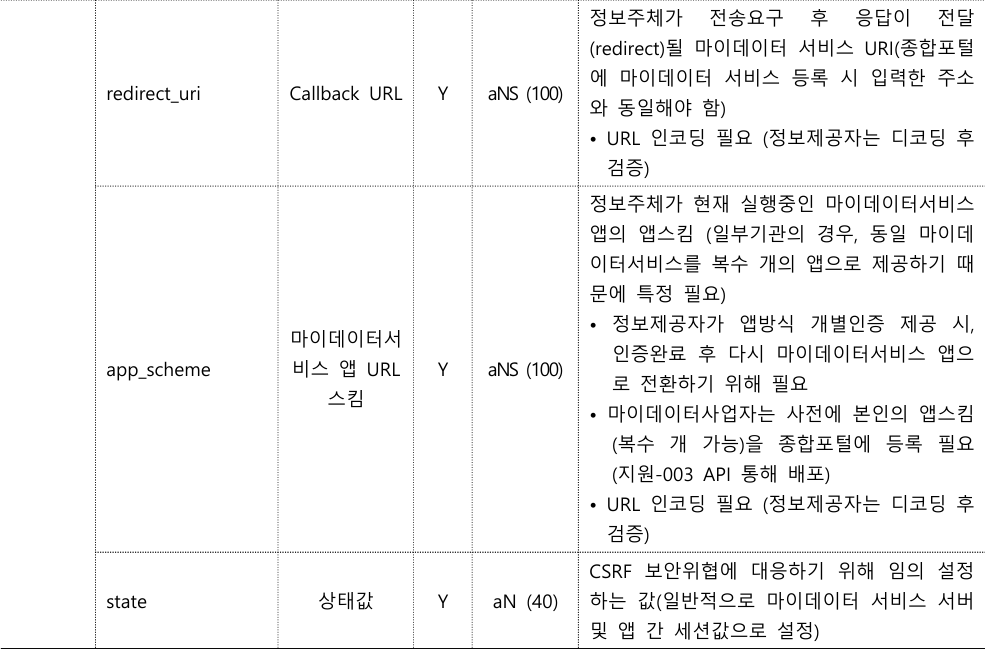 redirect_uri
Callback URL
Y
aNS (100)
정보주체가 전송요구 후 응답이 전달
(redirect)될 마이데이터 서비스 URI(종합포털
에 마이데이터 서비스 등록 시 입력한 주소
와 동일해야 함)
• URL 인코딩 필요 (정보제공자는 디코딩 후
검증)
app_scheme
마이데이터서
비스 앱 URL
스킴
Y
aNS (100)
정보주체가 현재 실행중인 마이데이터서비스
앱의 앱스킴 (일부기관의 경우, 동일 마이데
이터서비스를 복수 개의 앱으로 제공하기 때
문에 특정 필요)
• 정보제공자가 앱방식 개별인증 제공 시,
인증완료 후 다시 마이데이터서비스 앱으
로 전환하기 위해 필요
• 마이데이터사업자는 사전에 본인의 앱스킴
(복수 개 가능)을 종합포털에 등록 필요
(지원-003 API 통해 배포)
• URL 인코딩 필요 (정보제공자는 디코딩 후
검증)
state
상태값
Y
aN (40)
CSRF 보안위협에 대응하기 위해 임의 설정
하는 값(일반적으로 마이데이터 서비스 서버
및 앱 간 세션값으로 설정)